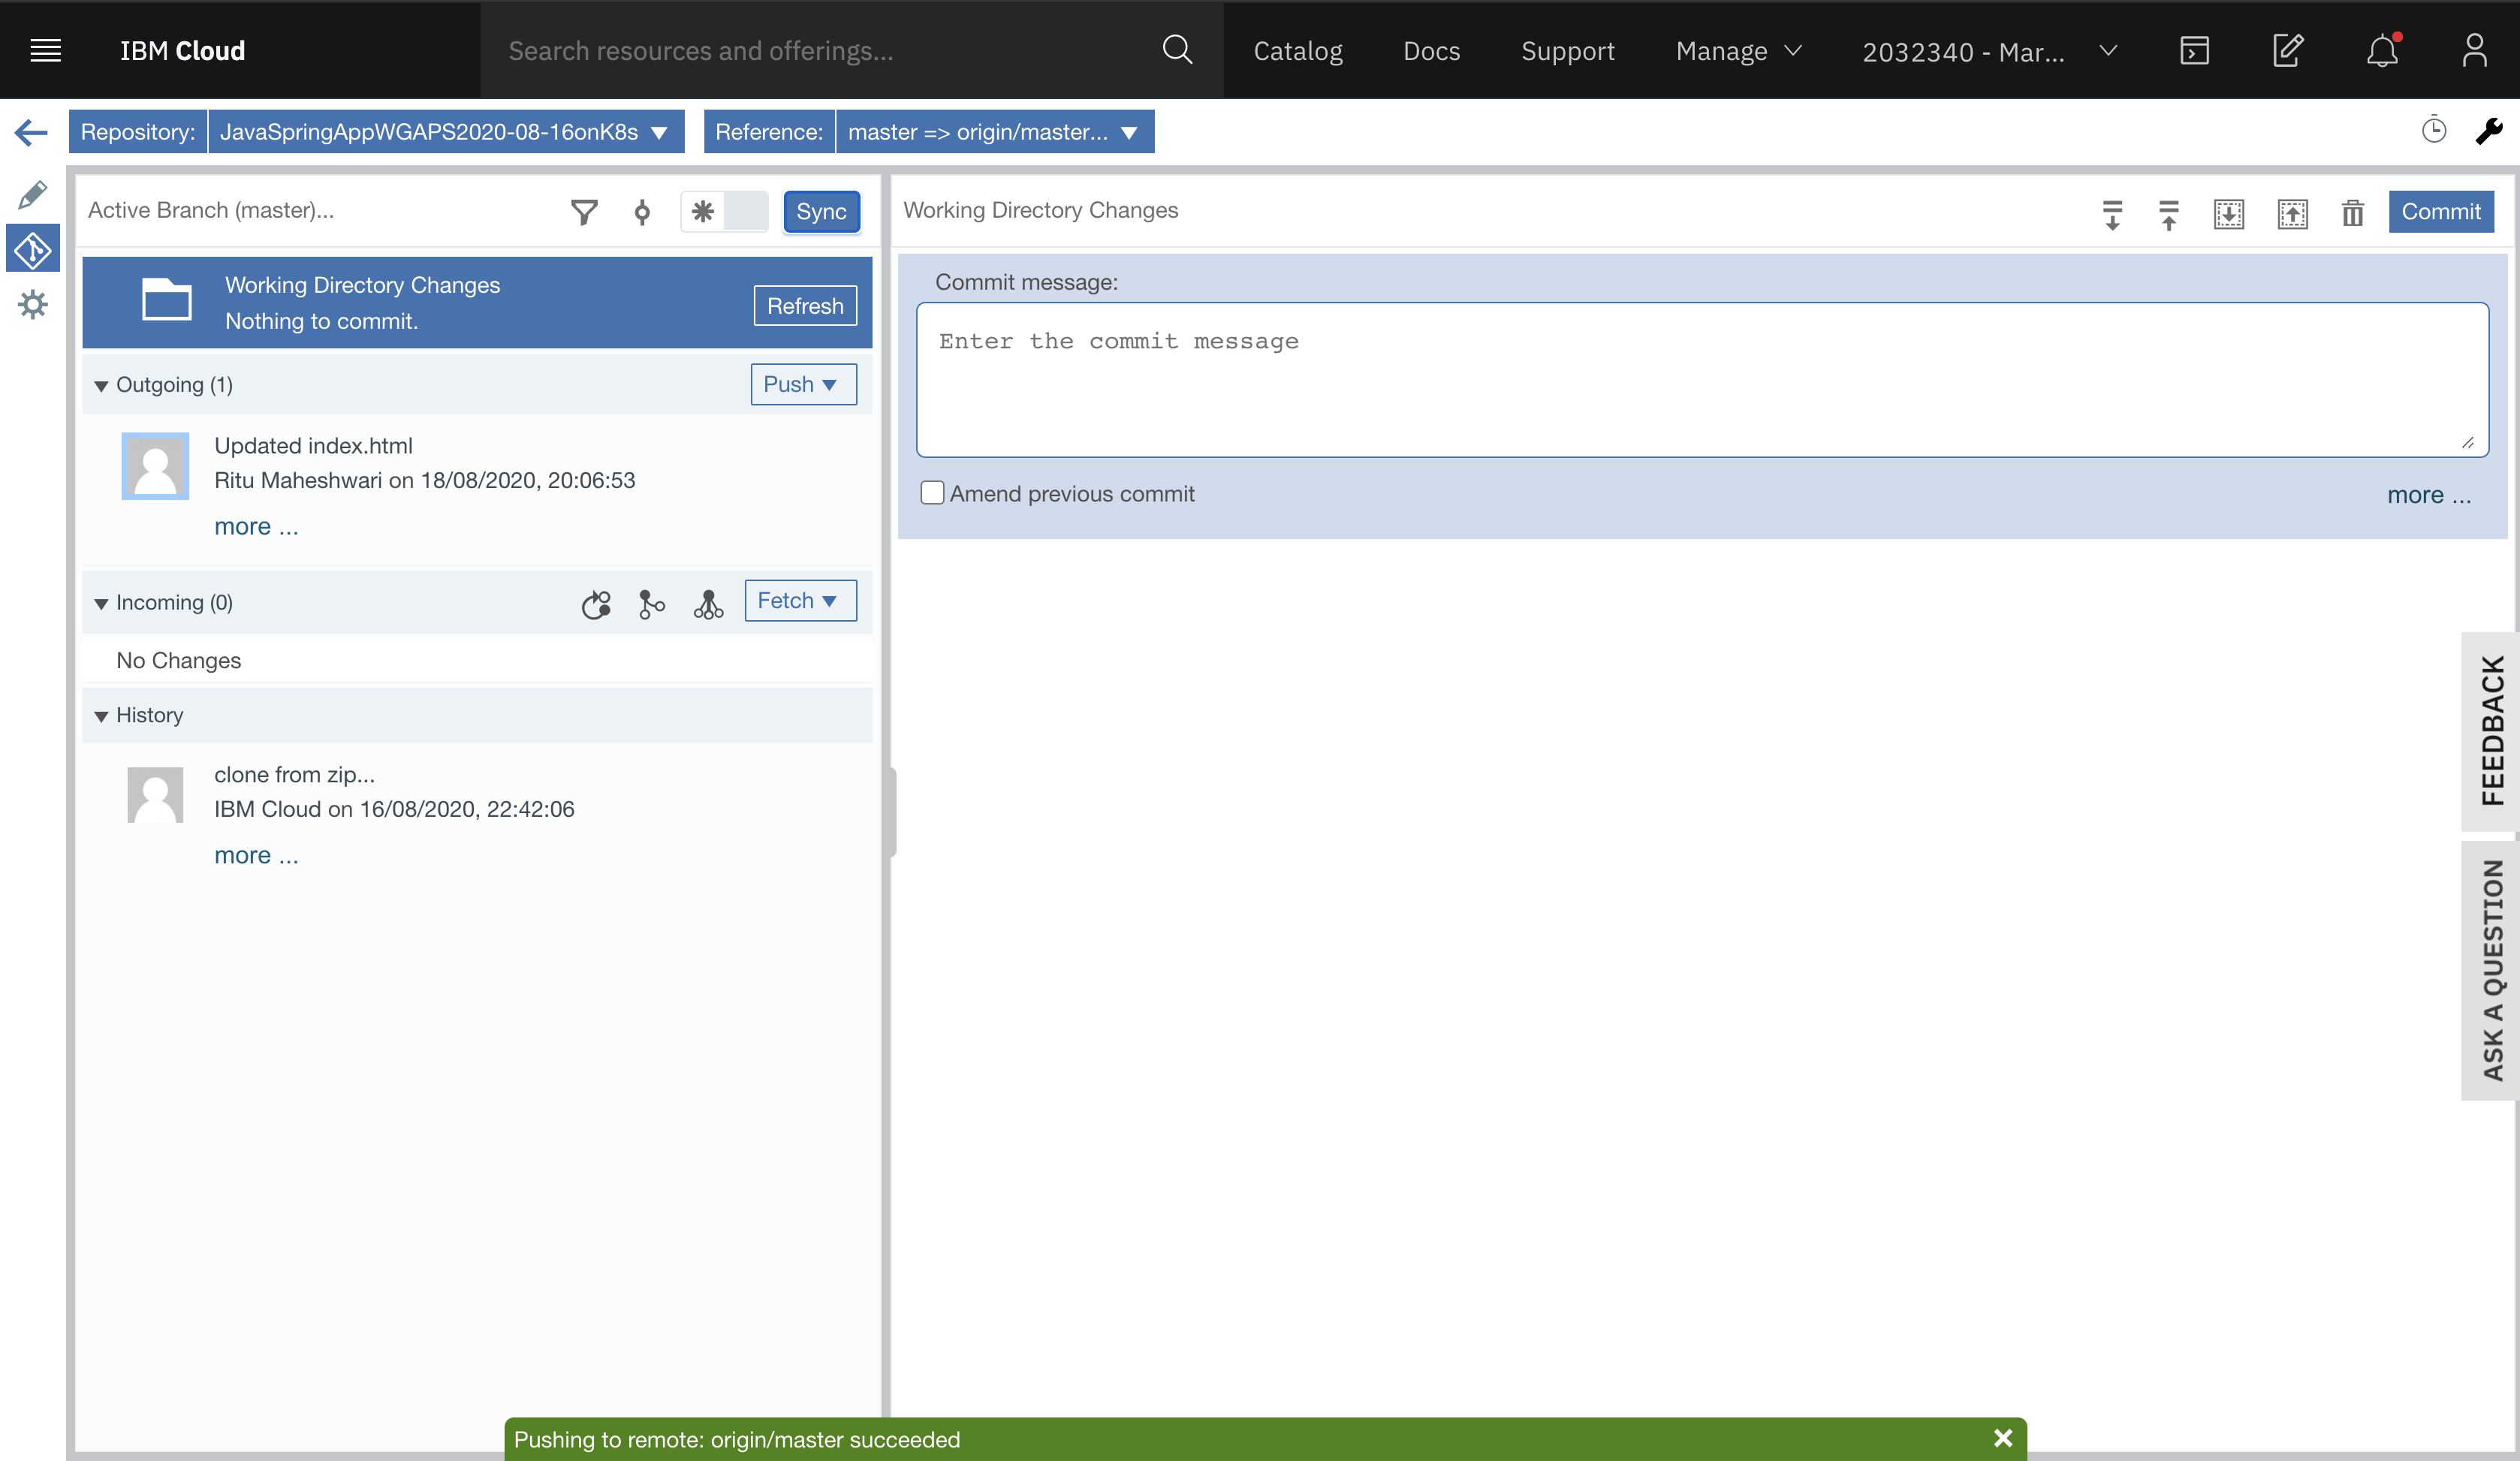 IBM Cloud
Search resources and offerings...
Catalog
Docs
Support
Manage
2032340 - Mar...
Repository:
JavaSpringAppWGAPS2020-08-16onK8s
Reference:
master => origin/master...
Active Branch (master)...
Sync
Working Directory Changes
Nothing to commit.
Refresh
Outgoing (1)
Push
Updated index.html
Ritu Maheshwari on 18/08/2020, 20:06:53
more ...
Incoming (0)
Fetch
No Changes
History
clone from zip...
IBM Cloud on 16/08/2020, 22:42:06
more ...
Working Directory Changes
Commit
Commit message:
Enter the commit message
Amend previous commit
more ...
FEEDBACK
ASK A QUESTION
Pushing to remote: origin/master succeeded